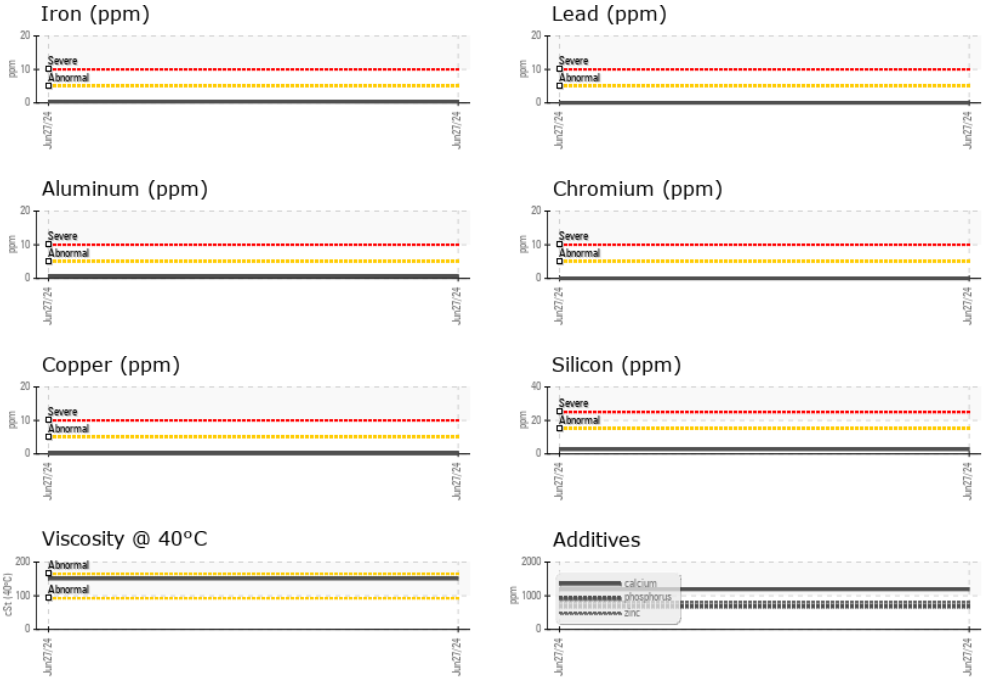 Iron (ppm)
20
10
0
ppm
Severe
Abnormal
Jun27/24
Jun27/24
Lead (ppm)
20
10
0
ppm
Severe
Abnormal
Jun27/24
Jun27/24
Aluminum (ppm)
20
10
0
ppm
Severe
Abnormal
Jun27/24
Jun27/24
Chromium (ppm)
20
10
0
ppm
Severe
Abnormal
Jun27/24
Jun27/24
Copper (ppm)
20
10
0
ppm
Severe
Abnormal
Jun27/24
Jun27/24
Silicon (ppm)
40
20
0
ppm
Severe
Abnormal
Jun27/24
Jun27/24
Viscosity @ 40°C
200
100
0
cSt (40°C)
Abnormal
Abnormal
Jun27/24
Jun27/24
Additives
2000
1000
0
ppm
calcium
phosphorus
zinc
Jun27/24
Jun27/24